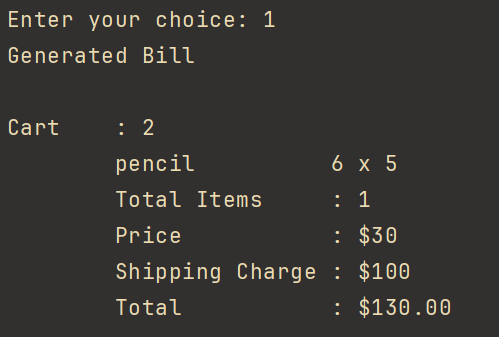 Enter your choice: 1
Generated Bill
Cart    : 2
        pencil          6 x 5
        Total Items     : 1
        Price           : $30
        Shipping Charge : $100
        Total           : $130.00